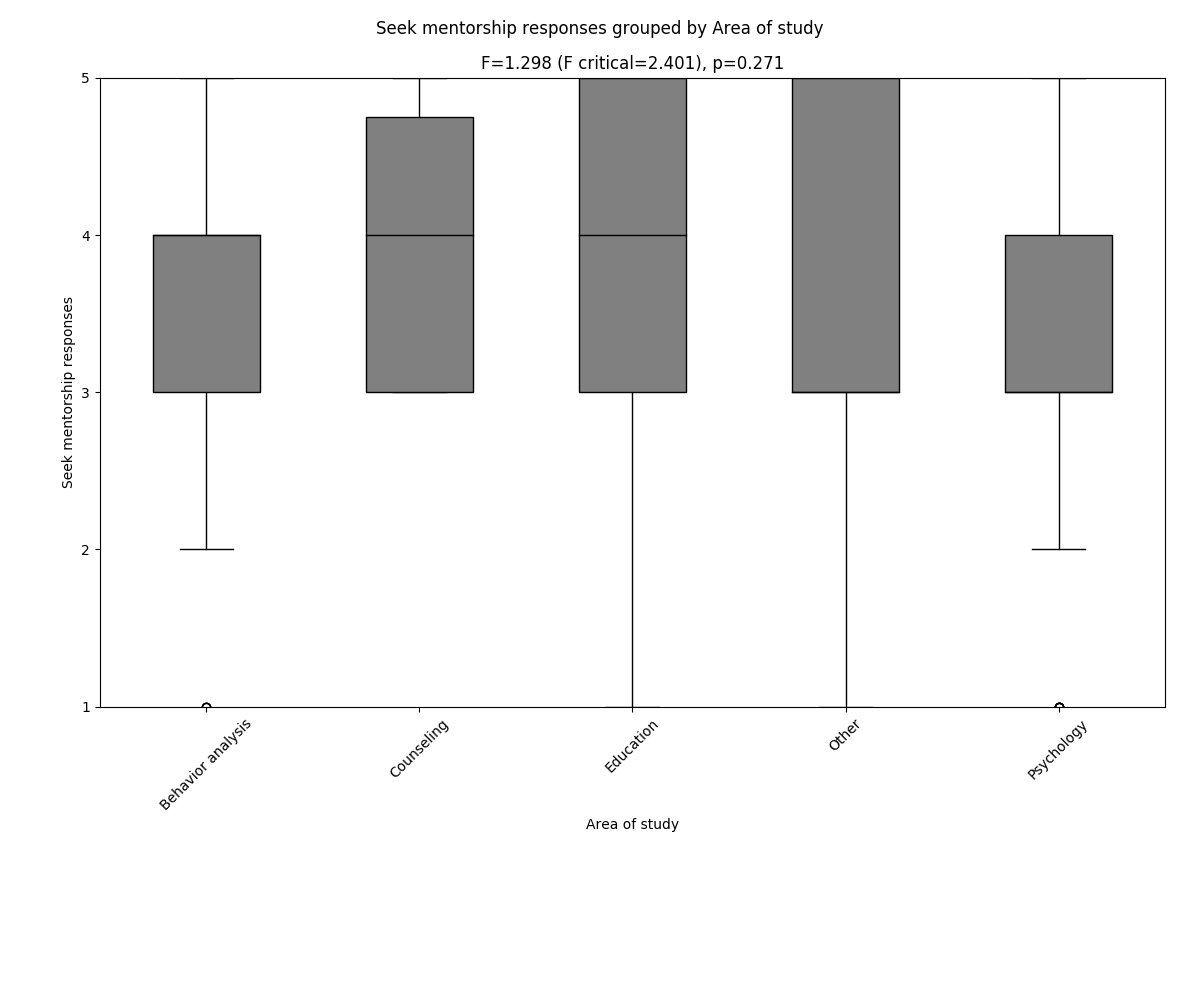 Seek mentorship responses grouped by Area of study
F=1.298 (F critical=2.401), p=0.271
5
4
3
2
1
Seek mentorship responses
Behavior analysis
Counseling
Education
Other
Psychology
Area of study